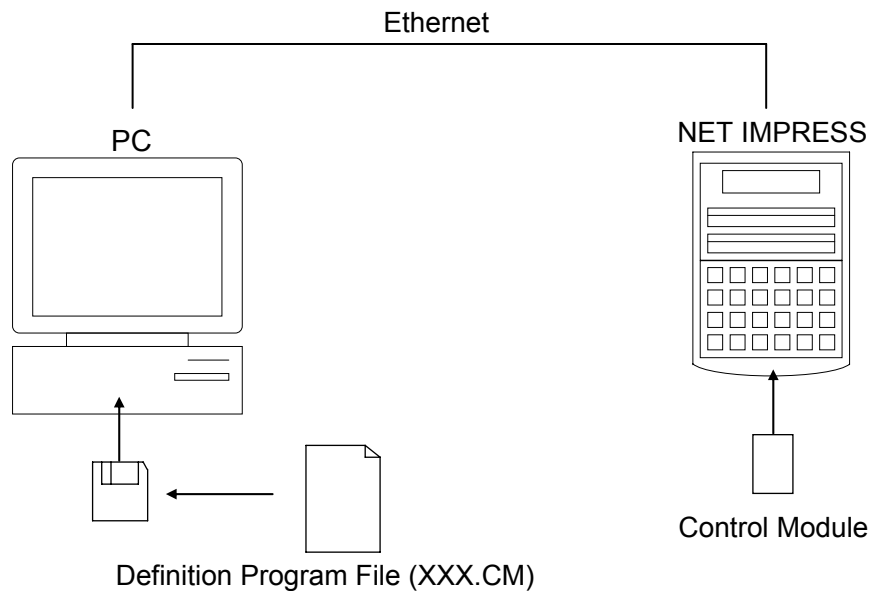 Ethernet
PC
NET IMPRESS
Control Module
Definition Program File (XXX.CM)